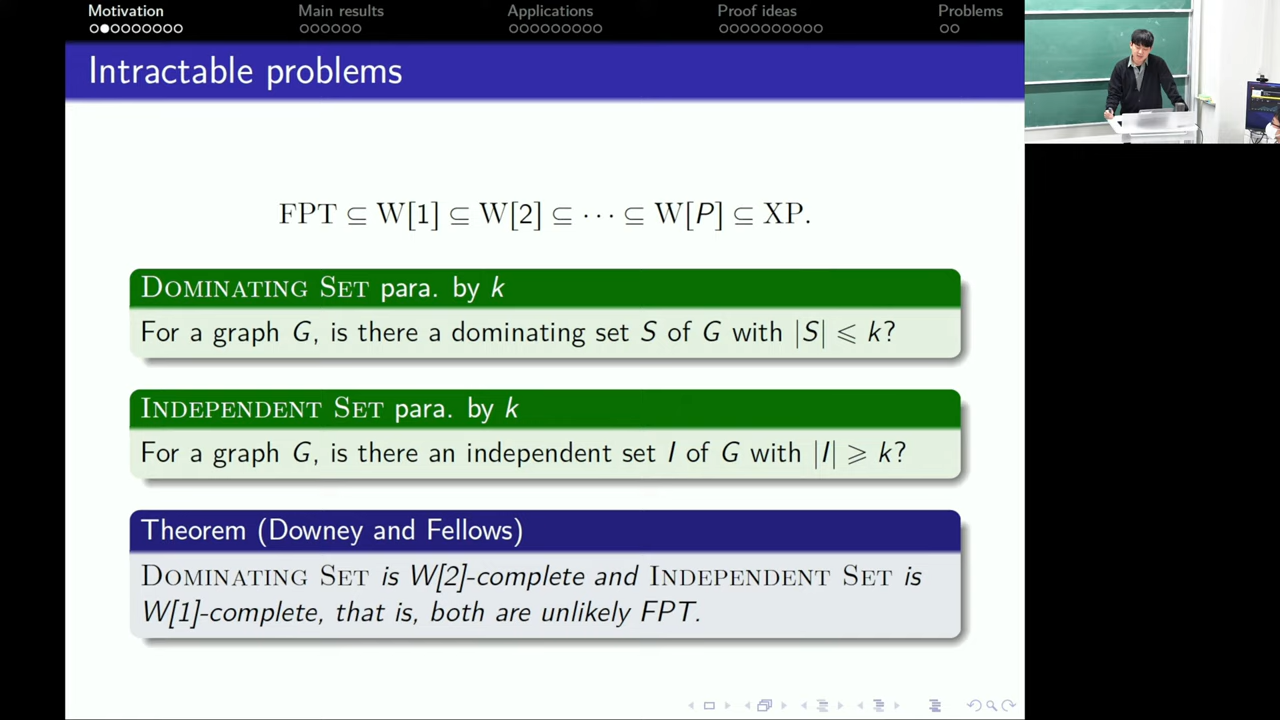 Motivation Main results Applications Proof ideas Problems
Intractable problems
FPT ⊆ W[1] ⊆ W[2] ⊆ ··· ⊆ W[P] ⊆ XP.
DOMINATING SET para. by k
For a graph G, is there a dominating set S of G with |S| ⩽ k?
INDEPENDENT SET para. by k
For a graph G, is there an independent set I of G with |I| ⩾ k?
Theorem (Downey and Fellows)
DOMINATING SET is W[2]-complete and INDEPENDENT SET is
W[1]-complete, that is, both are unlikely FPT.